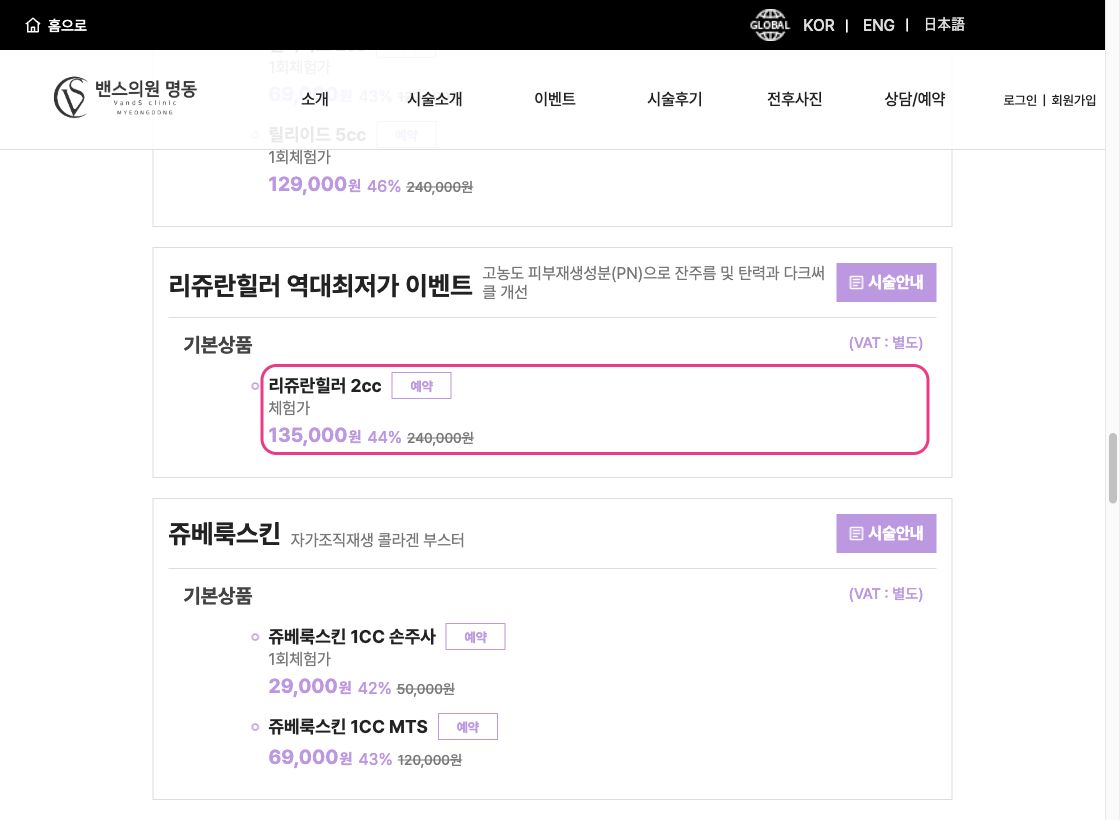 홈으로
GLOBAL KOR | ENG | 日本語
밴스의원 명동
VandS clinic
MYEONGDONG
소개 시술소개 이벤트 시술후기 전후사진 상담/예약 로그인 | 회원가입
1회체험가
69,000원 43%
릴리이드 5cc 예약
1회체험가
129,000원 46% 240,000원
리쥬란힐러 역대최저가 이벤트 고농도 피부재생성분(PN)으로 잔주름 및 탄력과 다크써
클 개선
시술안내
기본상품 (VAT : 별도)
리쥬란힐러 2cc 예약
체험가
135,000원 44% 240,000원
쥬베룩스킨 자가조직재생 콜라겐 부스터 시술안내
기본상품 (VAT : 별도)
쥬베룩스킨 1CC 손주사 예약
1회체험가
29,000원 42% 50,000원
쥬베룩스킨 1CC MTS 예약
69,000원 43% 120,000원